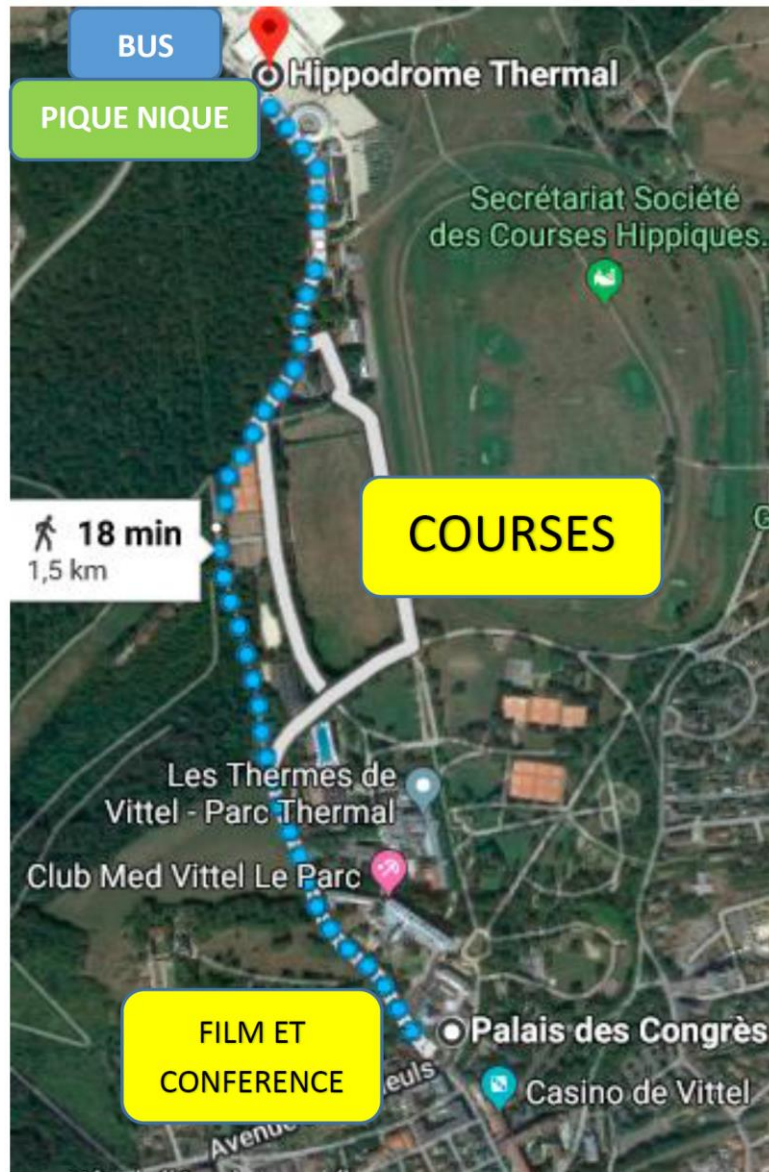 BUS
Hippodrome Thermal
PIQUE NIQUE
Secrétariat Société
des Courses Hippiques...
COURSES
18 min
1,5 km
Les Thermes de
Vittel - Parc Thermal
Club Med Vittel Le Parc
FILM ET
CONFERENCE
Palais des Congrès
Casino de Vittel